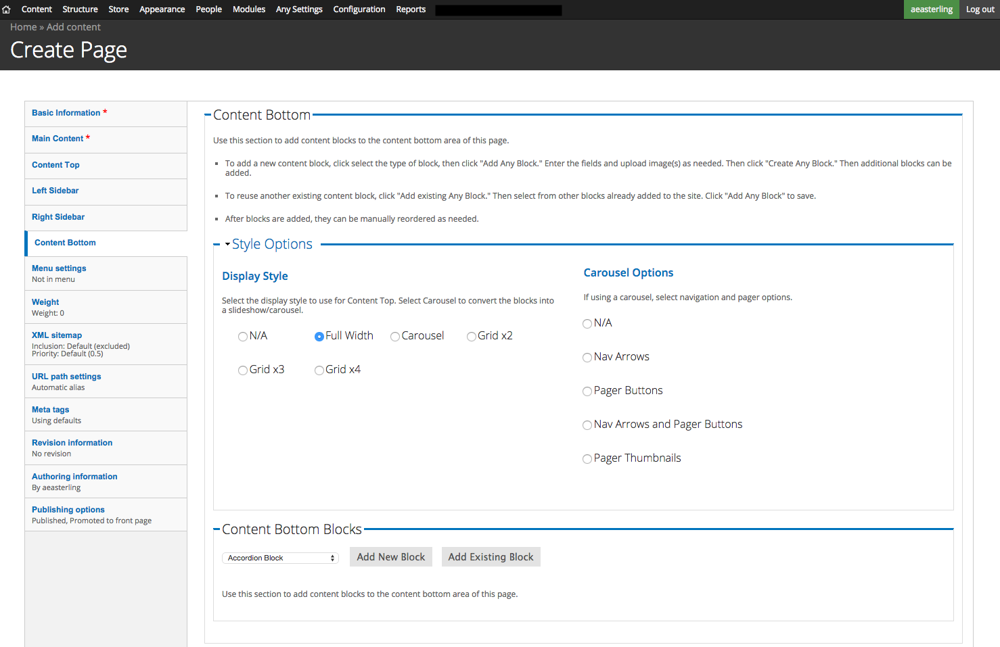 Content Structure Store Appearance People Modules Any Settings Configuration Reports aeasterling Log out
Home » Add content
Create Page
Basic Information *
Main Content *
Content Top
Left Sidebar
Right Sidebar
Content Bottom
Menu settings
Not in menu
Weight
Weight: 0
XML sitemap
Inclusion: Default (excluded)
Priority: Default (0.5)
URL path settings
Automatic alias
Meta tags
Using defaults
Revision information
No revision
Authoring information
By aeasterling
Publishing options
Published, Promoted to front page
Content Bottom
Use this section to add content blocks to the content bottom area of this page.
To add a new content block, click select the type of block, then click "Add Any Block." Enter the fields and upload image(s) as needed. Then click "Create Any Block." Then additional blocks can be
added.
To reuse another existing content block, click "Add existing Any Block." Then select from other blocks already added to the site. Click "Add Any Block" to save.
After blocks are added, they can be manually reordered as needed.
Style Options
Display Style
Select the display style to use for Content Top. Select Carousel to convert the blocks into
a slideshow/carousel.
N/A Full Width Carousel Grid x2
Grid x3 Grid x4
Carousel Options
If using a carousel, select navigation and pager options.
N/A
Nav Arrows
Pager Buttons
Nav Arrows and Pager Buttons
Pager Thumbnails
Content Bottom Blocks
Accordion Block Add New Block Add Existing Block
Use this section to add content blocks to the content bottom area of this page.